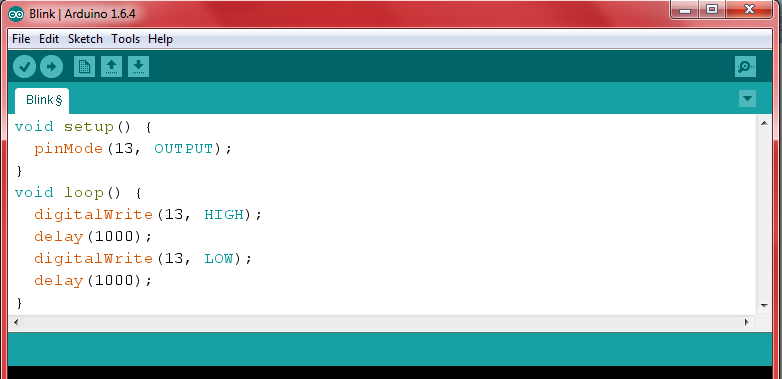 Blink | Arduino 1.6.4
File Edit Sketch Tools Help
Blink§
void setup() {
  pinMode(13, OUTPUT);
}
void loop() {
  digitalWrite(13, HIGH);
  delay(1000);
  digitalWrite(13, LOW);
  delay(1000);
}